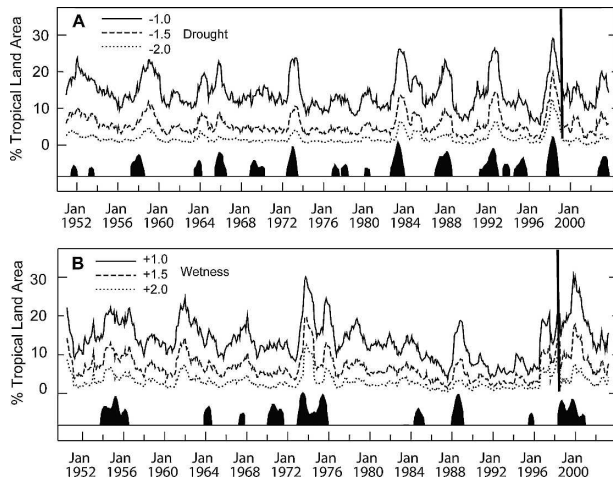 A
-1.0
-1.5 Drought
-2.0
% Tropical Land Area
30
20
10
0
Jan Jan Jan Jan Jan Jan Jan Jan Jan Jan Jan Jan Jan
1952 1956 1960 1964 1968 1972 1976 1980 1984 1988 1992 1996 2000
B
+1.0
+1.5 Wetness
+2.0
% Tropical Land Area
30
20
10
0
Jan Jan Jan Jan Jan Jan Jan Jan Jan Jan Jan Jan Jan
1952 1956 1960 1964 1968 1972 1976 1980 1984 1988 1992 1996 2000